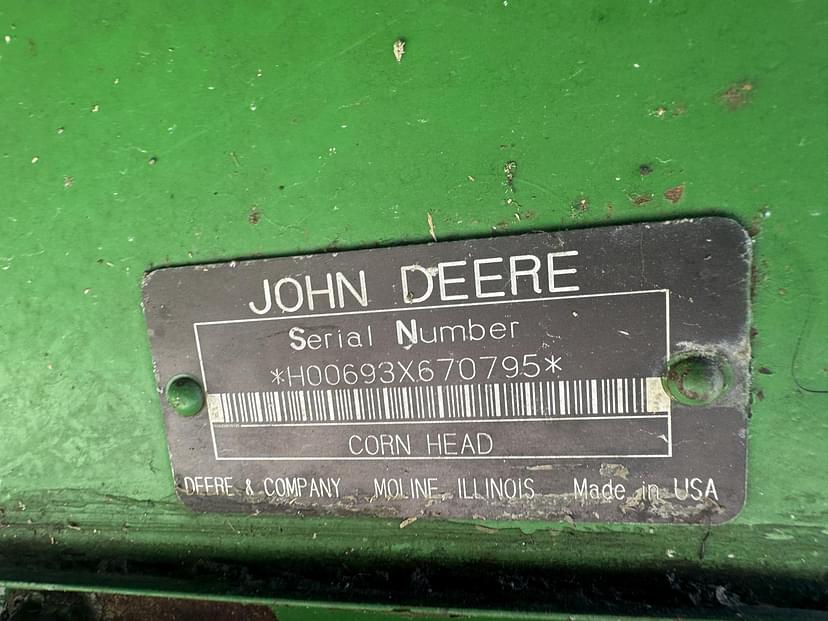 JOHN DEERE
Serial Number
*H00693X670795*
CORN HEAD
DEERE & COMPANY MOLINE, ILLINOIS Made in USA